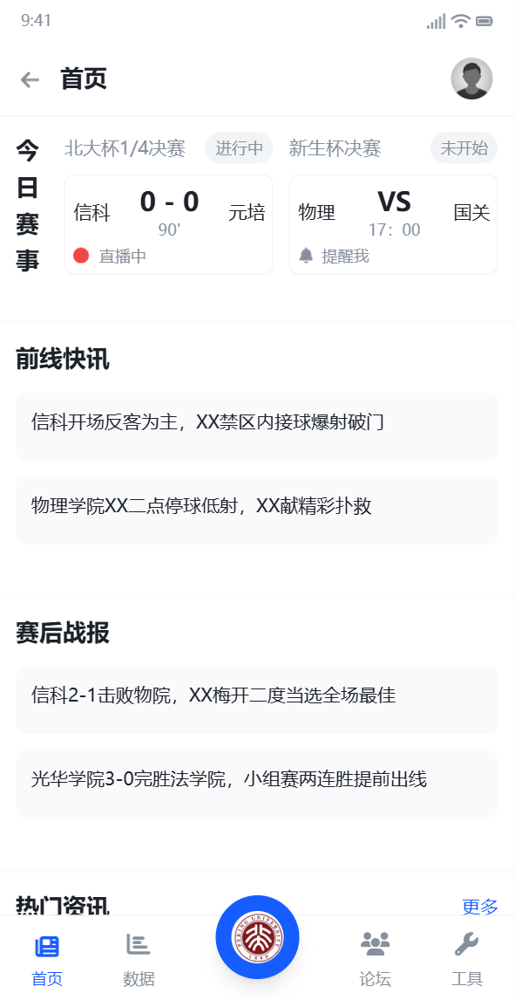 9:41
首页
今日赛事
北大杯1/4决赛 进行中
信科 0 - 0 元培
90'
直播中
新生杯决赛 未开始
物理 VS 国关
17：00
提醒我
前线快讯
信科开场反客为主，XX禁区内接球爆射破门
物理学院XX二点停球低射，XX献精彩扑救
赛后战报
信科2-1击败物院，XX梅开二度当选全场最佳
光华学院3-0完胜法学院，小组赛两连胜提前出线
热门资讯 更多
PEKING UNIVERSITY
1898
首页 数据 论坛 工具